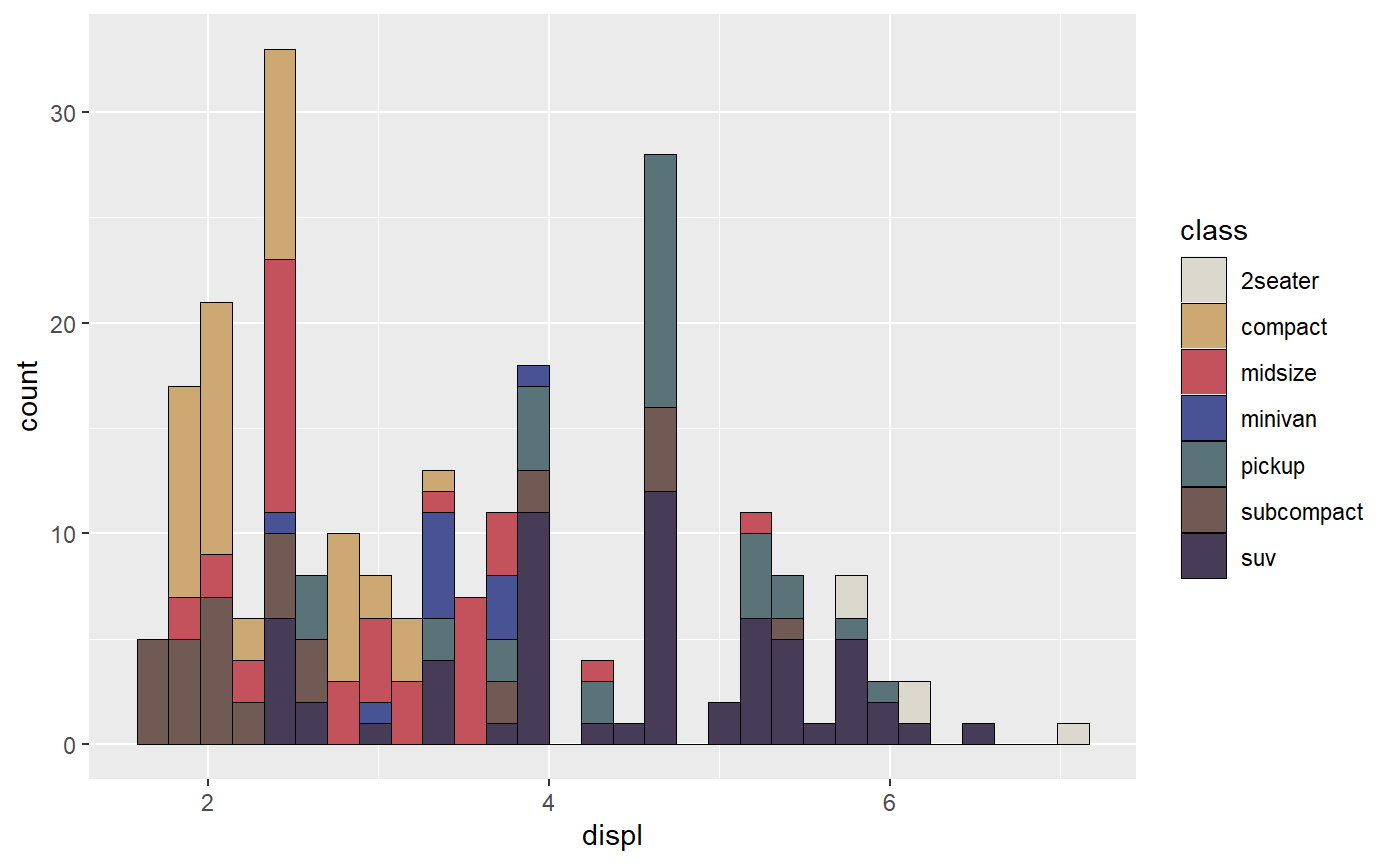 30
20
10
0
count
2 4 6
displ
class
2seater
compact
midsize
minivan
pickup
subcompact
suv